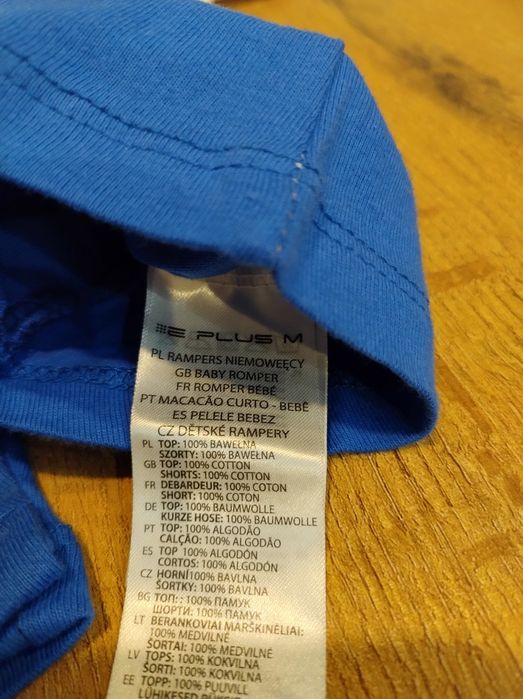 E PLUS M
PL RAMPERS NIEMOWĘCY
GB BABY ROMPER
FR ROMPER BÉBÉ
PT MACACÃO CURTO - BEBÊ
ES PELELE BEBEZ
CZ DĚTSKÉ RAMPERY
PL TOP: 100% BAWEŁNA
SZORTY: 100% BAWEŁNA
GB TOP: 100% COTTON
SHORTS: 100% COTTON
FR DEBARDEUR: 100% COTON
SHORT: 100% COTON
DE TOP: 100% BAUMWOLLE
KURZE HOSE: 100% BAUMWOLLE
PT TOP: 100% ALGODÃO
CALÇÃO: 100% ALGODÃO
ES TOP 100% ALGODÓN
CORTOS: 100% ALGODÓN
CZ HORNÍ100% BAVLNA
ŠORTKY: 100% BAVLNA
BG ТОП: : 100% ПАМУК
ШОРТИ: 100% ПАМУК
LT BERANKOVIAI MARŠKINĖLIAI:
100% MEDVILNĖ
ŠORTAI: 100% MEDVILNĖ
LV TOPS: 100% KOKVILNA
ŠORTI: 100% KOKVILNA
EE TOPP: 100% PUUVILL
LÜHIKESED